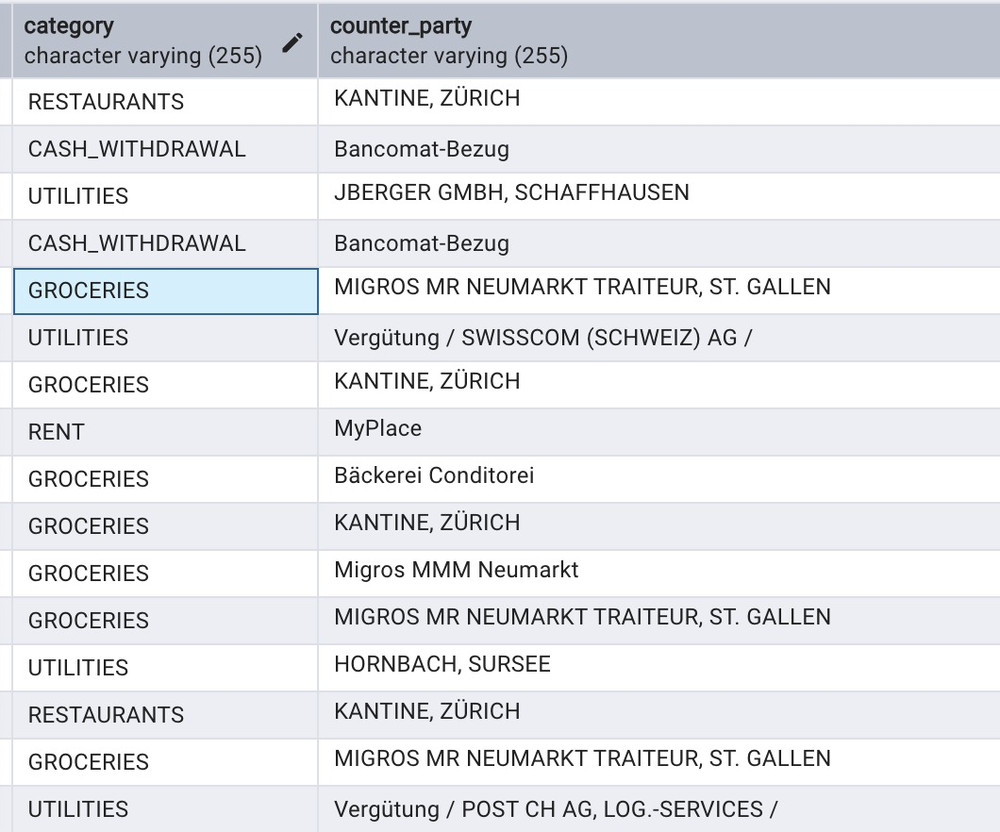 category counter_party
character varying (255) character varying (255)
RESTAURANTS KANTINE, ZÜRICH
CASH_WITHDRAWAL Bancomat-Bezug
UTILITIES JBERGER GMBH, SCHAFFHAUSEN
CASH_WITHDRAWAL Bancomat-Bezug
GROCERIES MIGROS MR NEUMARKT TRAITEUR, ST. GALLEN
UTILITIES Vergütung / SWISSCOM (SCHWEIZ) AG /
GROCERIES KANTINE, ZÜRICH
RENT MyPlace
GROCERIES Bäckerei Conditorei
GROCERIES KANTINE, ZÜRICH
GROCERIES Migros MMM Neumarkt
GROCERIES MIGROS MR NEUMARKT TRAITEUR, ST. GALLEN
UTILITIES HORNBACH, SURSEE
RESTAURANTS KANTINE, ZÜRICH
GROCERIES MIGROS MR NEUMARKT TRAITEUR, ST. GALLEN
UTILITIES Vergütung / POST CH AG, LOG.-SERVICES /